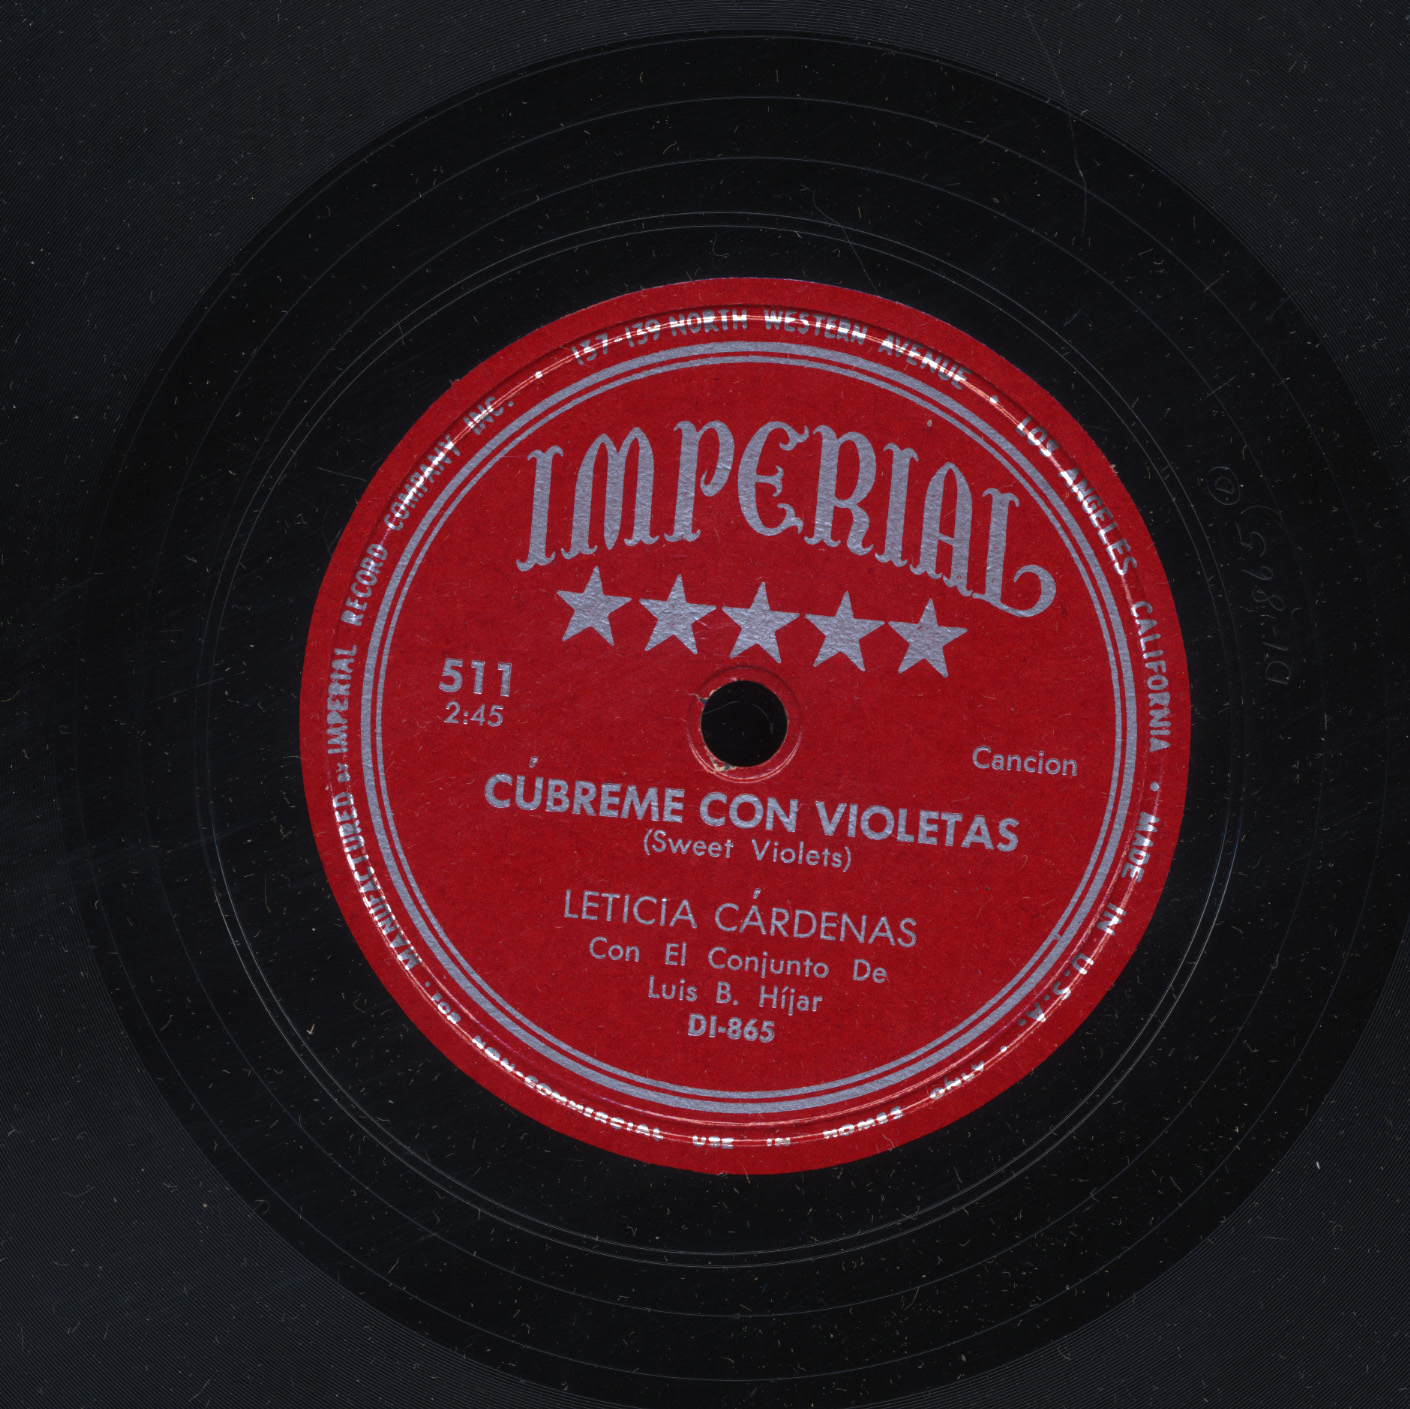 137-139 NORTH WESTERN AVENUE • LOS ANGELES CALIFORNIA • MADE IN U.S.A. •
MANUFACTURED BY IMPERIAL RECORD COMPANY INC. •
IMPERIAL
511
2:45
Cancion
CÚBREME CON VIOLETAS
(Sweet Violets)
LETICIA CÁRDENAS
Con El Conjunto De
Luis B. Híjar
DI-865
FOR NON-COMMERCIAL USE IN HOMES ONLY